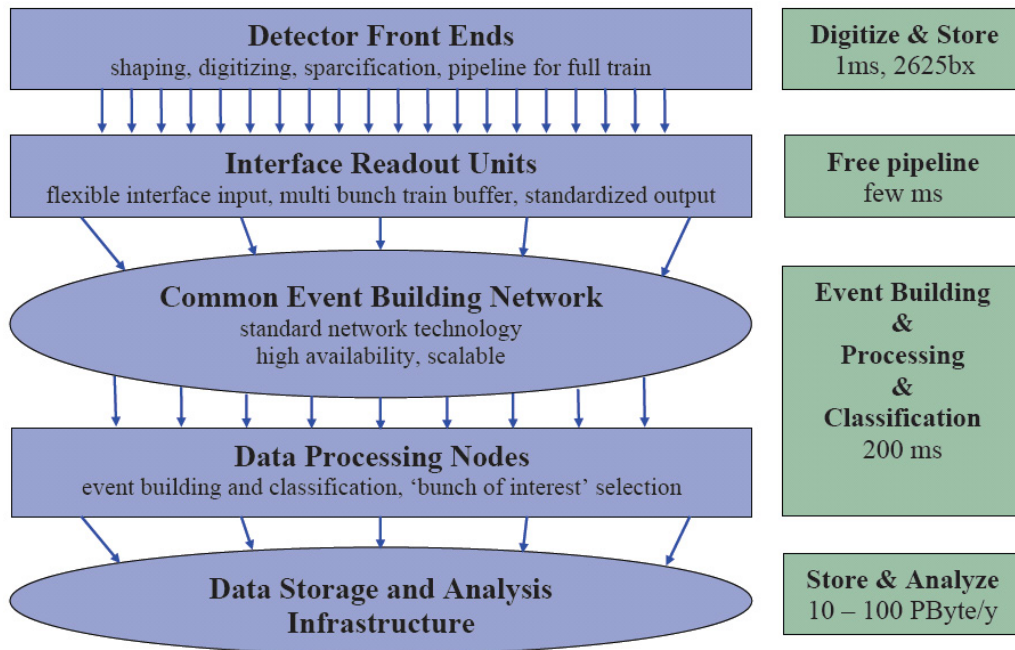 Detector Front Ends
shaping, digitizing, sparcification, pipeline for full train
Digitize & Store
1ms, 2625bx
Interface Readout Units
flexible interface input, multi bunch train buffer, standardized output
Free pipeline
few ms
Common Event Building Network
standard network technology
high availability, scalable
Event Building
&
Processing
&
Classification
200 ms
Data Processing Nodes
event building and classification, ‘bunch of interest’ selection
Data Storage and Analysis
Infrastructure
Store & Analyze
10 – 100 PByte/y